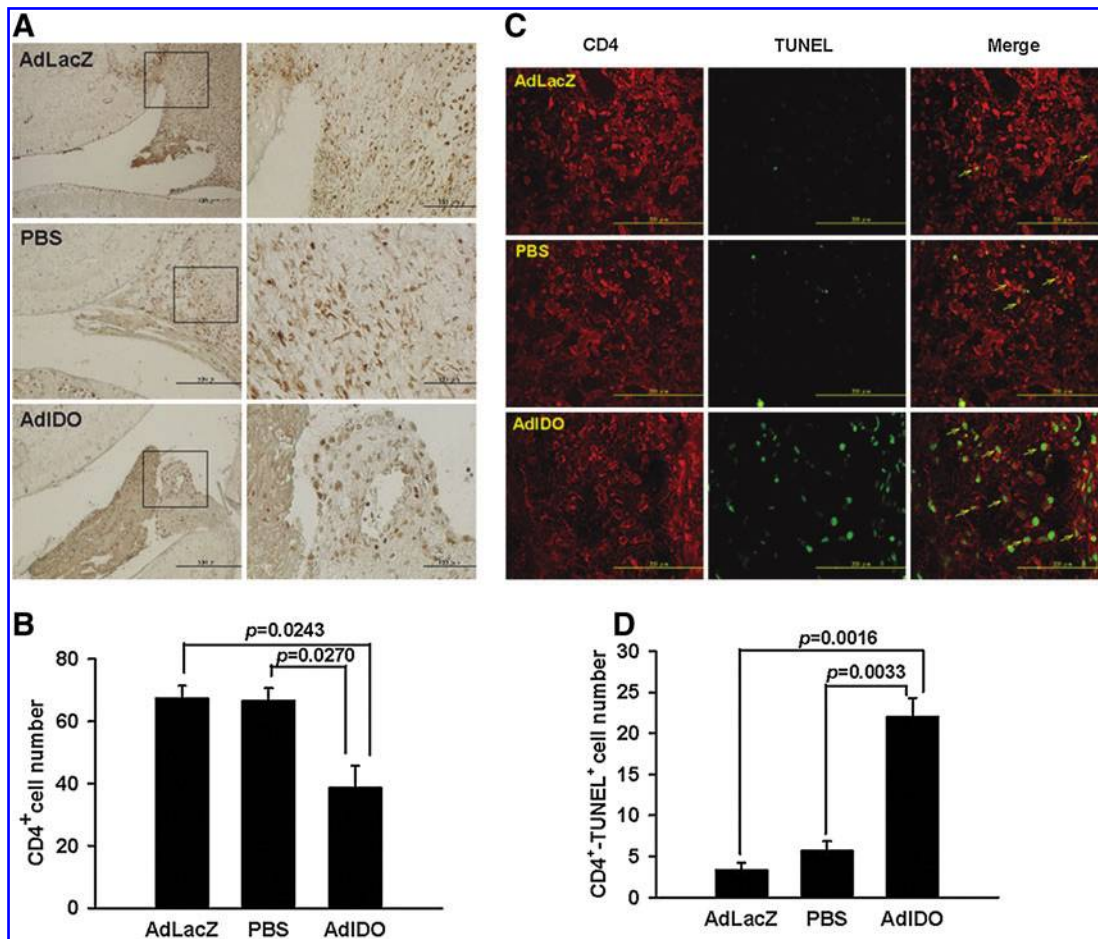 A
AdLacZ
PBS
AdIDO
B
p=0.0243
p=0.0270
CD4+ cell number
80
60
40
20
0
AdLacZ PBS AdIDO
C
CD4 TUNEL Merge
AdLacZ
PBS
AdIDO
D
p=0.0016
p=0.0033
CD4+-TUNEL+ cell number
30
25
20
15
10
5
0
AdLacZ PBS AdIDO